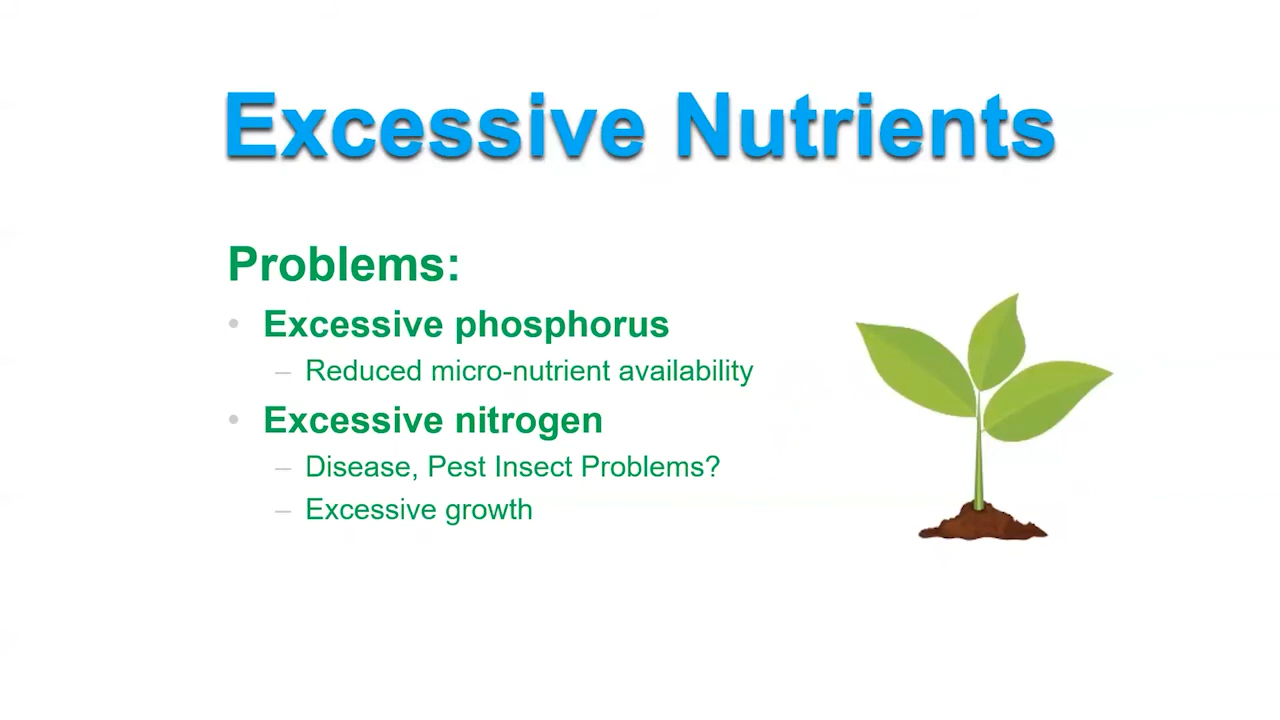 Excessive Nutrients
Problems:
• Excessive phosphorus
– Reduced micro-nutrient availability
• Excessive nitrogen
– Disease, Pest Insect Problems?
– Excessive growth